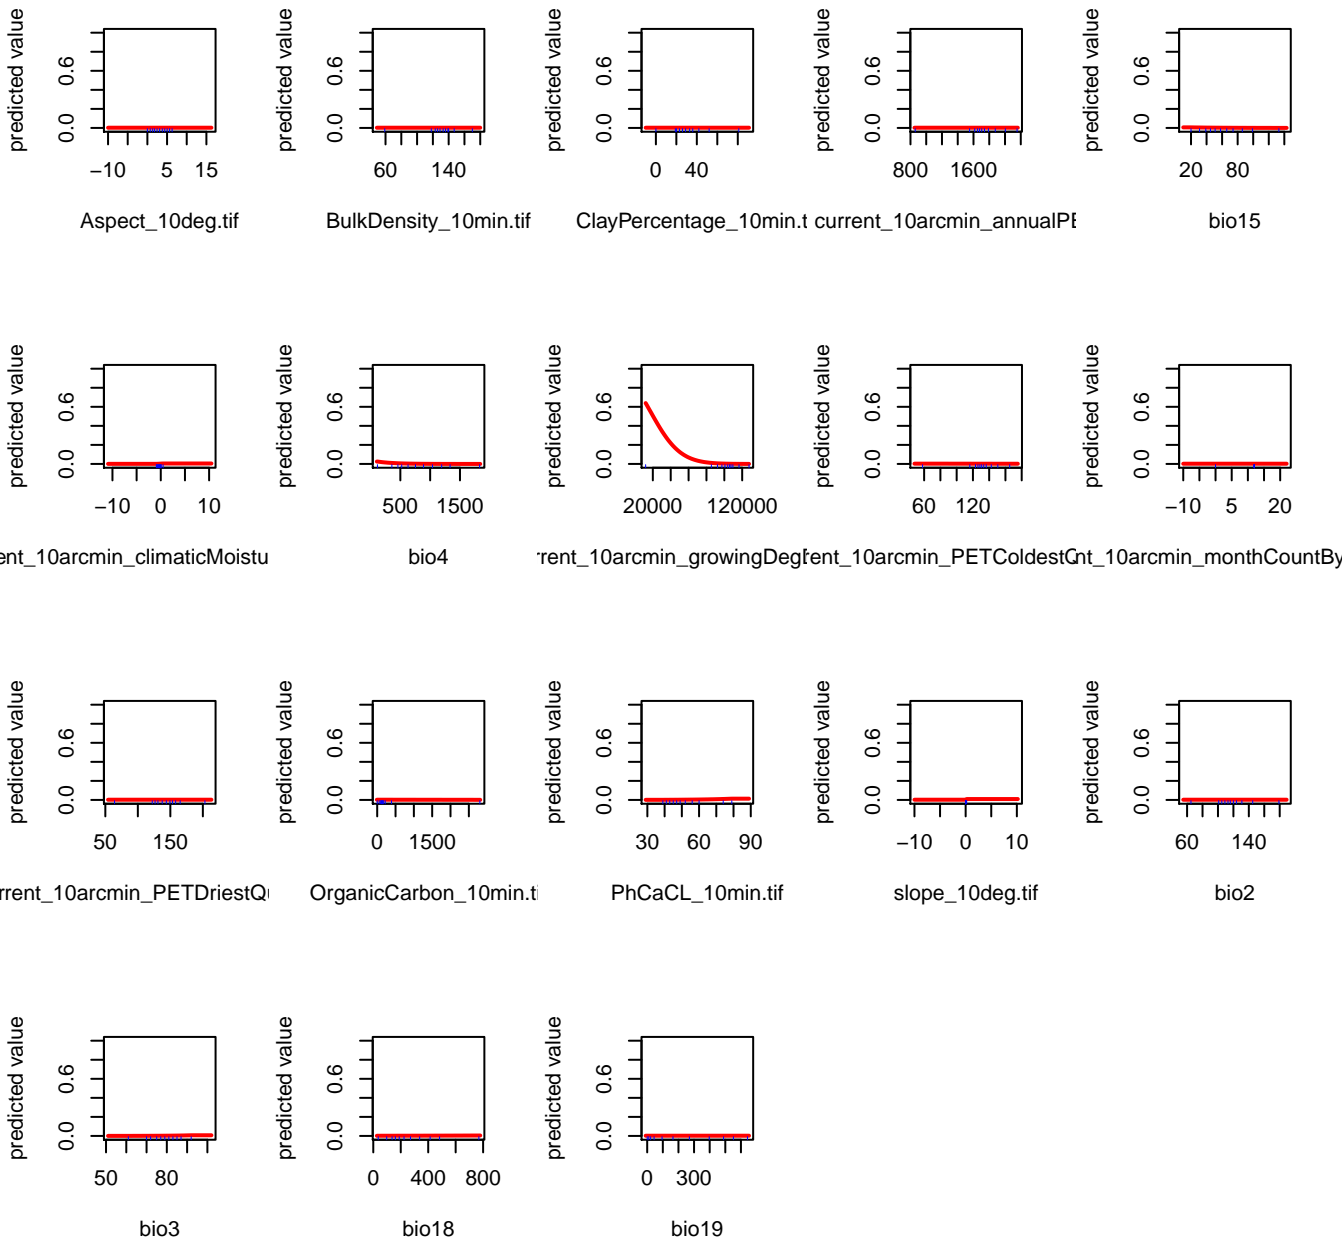 predicted value 0.0 0.6 −10 5 15 Aspect_10deg.tif
predicted value 0.0 0.6 60 140 BulkDensity_10min.tif
predicted value 0.0 0.6 0 40 ClayPercentage_10min.t
predicted value 0.0 0.6 800 1600 current_10arcmin_annualPE
predicted value 0.0 0.6 20 80 bio15
predicted value 0.0 0.6 −10 0 10 ent_10arcmin_climaticMoistu
predicted value 0.0 0.6 500 1500 bio4
predicted value 0.0 0.6 20000 120000 rrent_10arcmin_growingDeg
predicted value 0.0 0.6 60 120 ent_10arcmin_PETColdestQ
predicted value 0.0 0.6 −10 5 20 nt_10arcmin_monthCountBy
predicted value 0.0 0.6 50 150 rrent_10arcmin_PETDriestQ
predicted value 0.0 0.6 0 1500 OrganicCarbon_10min.ti
predicted value 0.0 0.6 30 60 90 PhCaCL_10min.tif
predicted value 0.0 0.6 −10 0 10 slope_10deg.tif
predicted value 0.0 0.6 60 140 bio2
predicted value 0.0 0.6 50 80 bio3
predicted value 0.0 0.6 0 400 800 bio18
predicted value 0.0 0.6 0 300 bio19